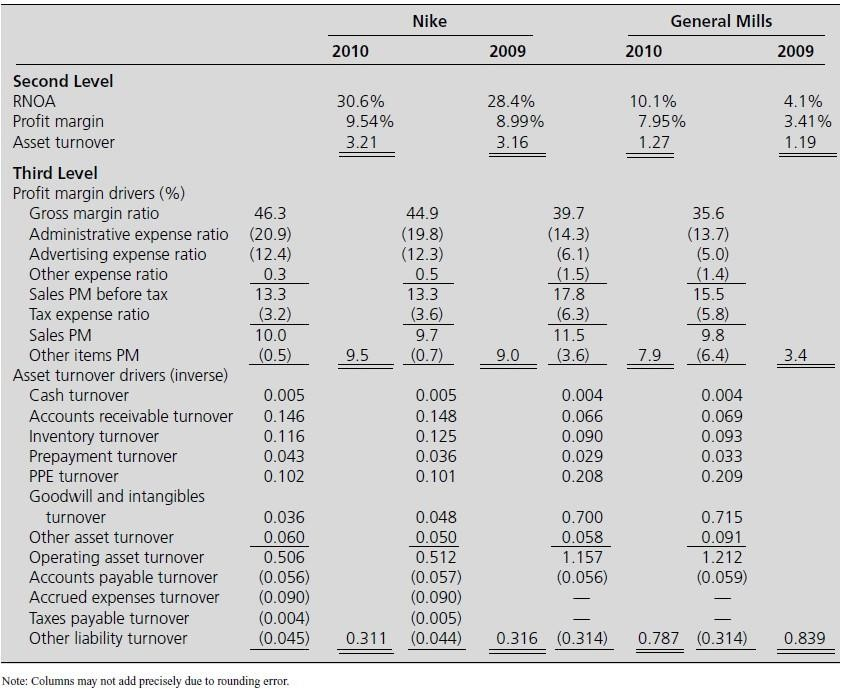 Nike General Mills
2010 2009 2010 2009
Second Level
RNOA 30.6% 28.4% 10.1% 4.1%
Profit margin 9.54% 8.99% 7.95% 3.41%
Asset turnover 3.21 3.16 1.27 1.19
Third Level
Profit margin drivers (%)
Gross margin ratio 46.3 44.9 39.7 35.6
Administrative expense ratio (20.9) (19.8) (14.3) (13.7)
Advertising expense ratio (12.4) (12.3) (6.1) (5.0)
Other expense ratio 0.3 0.5 (1.5) (1.4)
Sales PM before tax 13.3 13.3 17.8 15.5
Tax expense ratio (3.2) (3.6) (6.3) (5.8)
Sales PM 10.0 9.7 11.5 9.8
Other items PM (0.5) 9.5 (0.7) 9.0 (3.6) 7.9 (6.4) 3.4
Asset turnover drivers (inverse)
Cash turnover 0.005 0.005 0.004 0.004
Accounts receivable turnover 0.146 0.148 0.066 0.069
Inventory turnover 0.116 0.125 0.090 0.093
Prepayment turnover 0.043 0.036 0.029 0.033
PPE turnover 0.102 0.101 0.208 0.209
Goodwill and intangibles
turnover 0.036 0.048 0.700 0.715
Other asset turnover 0.060 0.050 0.058 0.091
Operating asset turnover 0.506 0.512 1.157 1.212
Accounts payable turnover (0.056) (0.057) (0.056) (0.059)
Accrued expenses turnover (0.090) (0.090) — —
Taxes payable turnover (0.004) (0.005) — —
Other liability turnover (0.045) 0.311 (0.044) 0.316 (0.314) 0.787 (0.314) 0.839
Note: Columns may not add precisely due to rounding error.